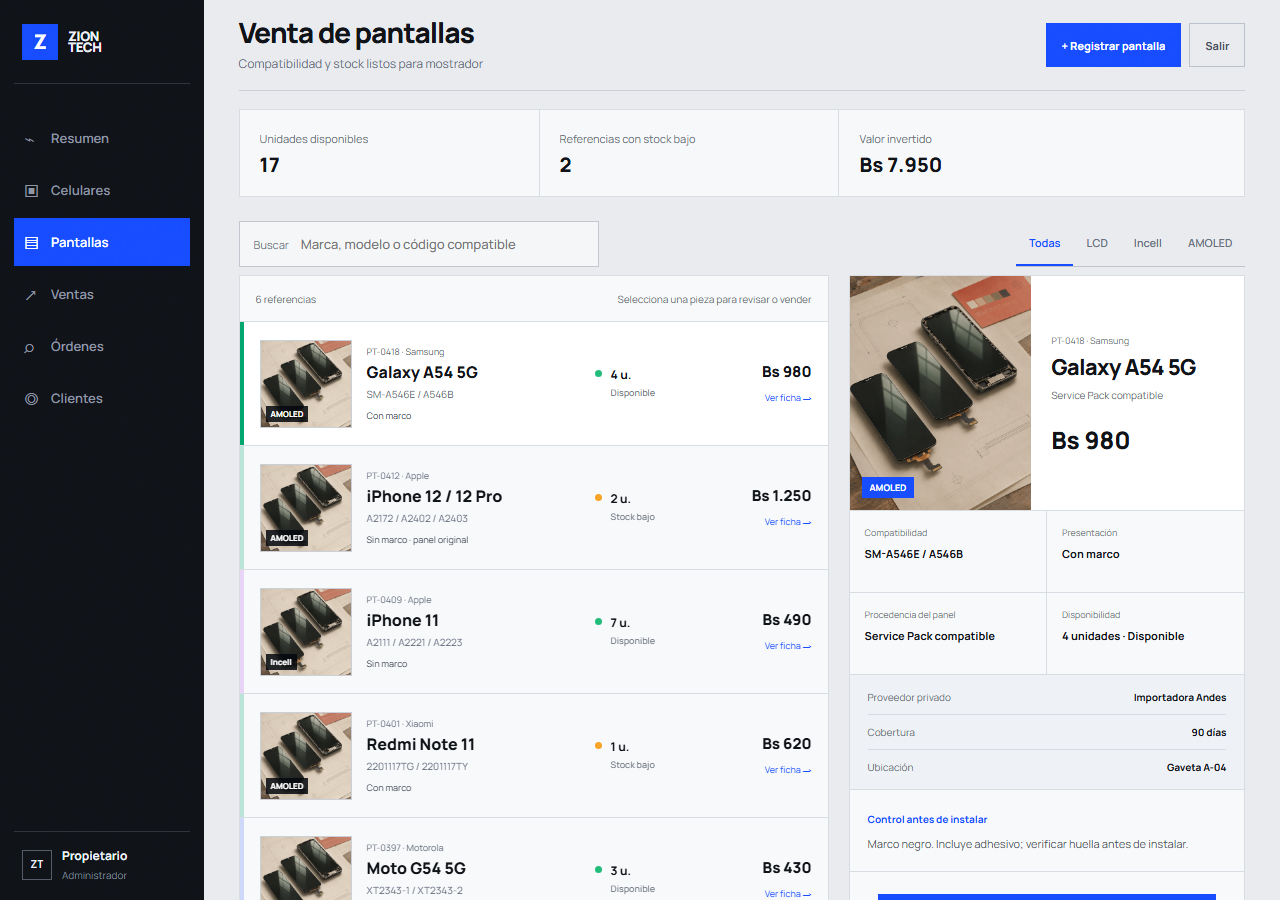 Z
ZION
TECH
Resumen
Celulares
Pantallas
Ventas
Órdenes
Clientes
ZT
Propietario
Administrador
Venta de pantallas
Compatibilidad y stock listos para mostrador
+ Registrar pantalla
Salir
Unidades disponibles
17
Referencias con stock bajo
2
Valor invertido
Bs 7.950
Buscar Marca, modelo o código compatible
Todas LCD Incell AMOLED
6 referencias
Selecciona una pieza para revisar o vender
PT-0418 · Samsung
Galaxy A54 5G
SM-A546E / A546B
Con marco
AMOLED
4 u.
Disponible
Bs 980
Ver ficha →
PT-0412 · Apple
iPhone 12 / 12 Pro
A2172 / A2402 / A2403
Sin marco · panel original
AMOLED
2 u.
Stock bajo
Bs 1.250
Ver ficha →
PT-0409 · Apple
iPhone 11
A2111 / A2221 / A2223
Sin marco
Incell
7 u.
Disponible
Bs 490
Ver ficha →
PT-0401 · Xiaomi
Redmi Note 11
2201117TG / 2201117TY
Con marco
AMOLED
1 u.
Stock bajo
Bs 620
Ver ficha →
PT-0397 · Motorola
Moto G54 5G
XT2343-1 / XT2343-2
3 u.
Disponible
Bs 430
Ver ficha →
AMOLED
PT-0418 · Samsung
Galaxy A54 5G
Service Pack compatible
Bs 980
Compatibilidad
SM-A546E / A546B
Presentación
Con marco
Procedencia del panel
Service Pack compatible
Disponibilidad
4 unidades · Disponible
Proveedor privado Importadora Andes
Cobertura 90 días
Ubicación Gaveta A-04
Control antes de instalar
Marco negro. Incluye adhesivo; verificar huella antes de instalar.